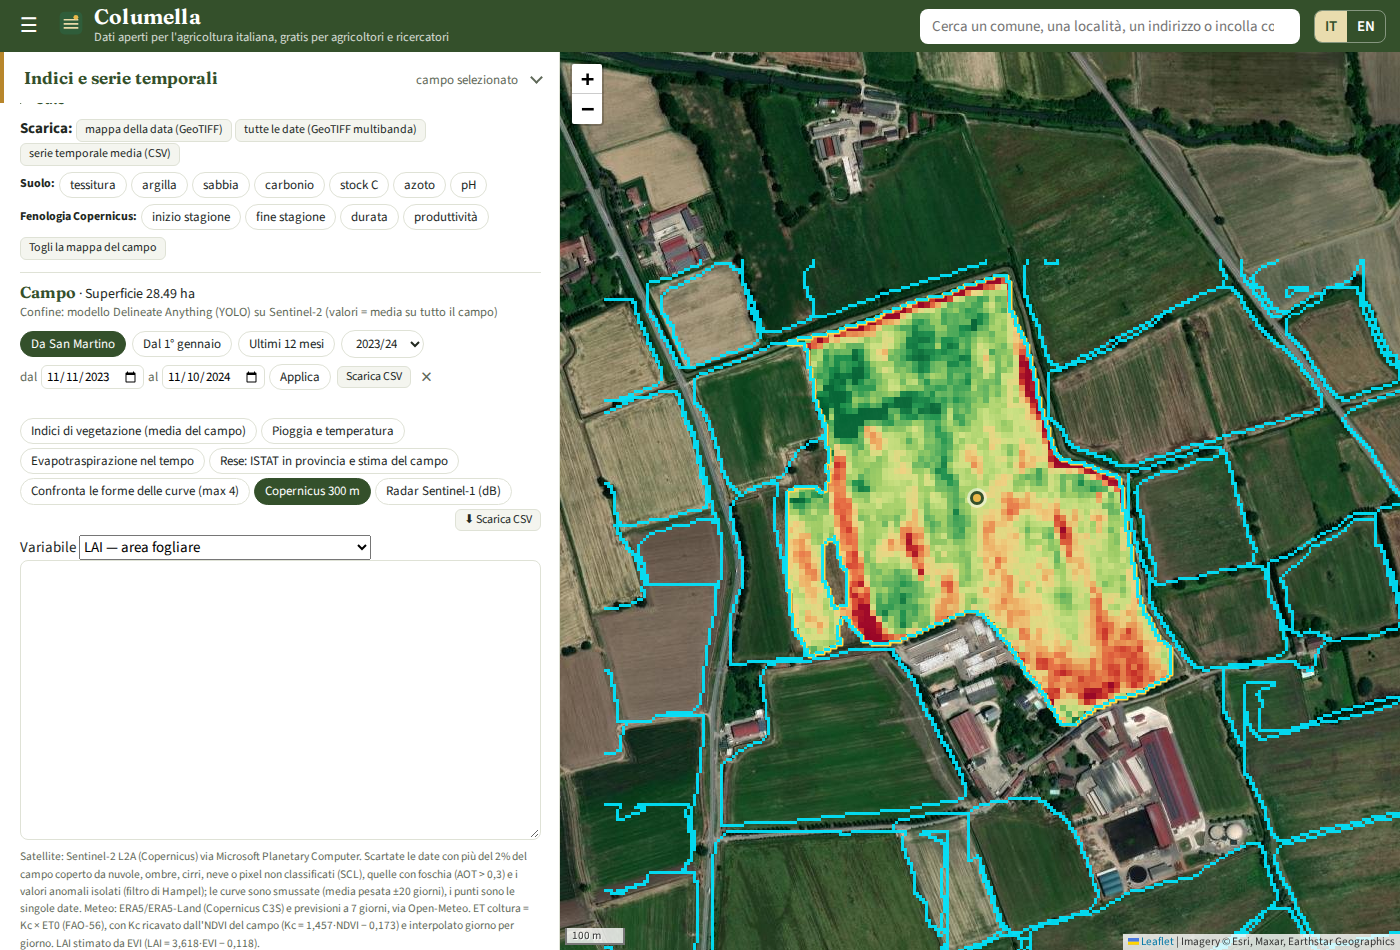 ☰
Columella
Dati aperti per l'agricoltura italiana, gratis per agricoltori e ricercatori
Cerca un comune, una località, un indirizzo o incolla cc
IT EN
Indici e serie temporali
campo selezionato
Scarica: mappa della data (GeoTIFF) tutte le date (GeoTIFF multibanda)
serie temporale media (CSV)
Suolo: tessitura argilla sabbia carbonio stock C azoto pH
Fenologia Copernicus: inizio stagione fine stagione durata produttività
Togli la mappa del campo
Campo · Superficie 28.49 ha
Confine: modello Delineate Anything (YOLO) su Sentinel-2 (valori = media su tutto il campo)
Da San Martino Dal 1° gennaio Ultimi 12 mesi 2023/24
dal 11/11/2023 al 11/10/2024 Applica Scarica CSV ×
Indici di vegetazione (media del campo) Pioggia e temperatura
Evapotraspirazione nel tempo Rese: ISTAT in provincia e stima del campo
Confronta le forme delle curve (max 4) Copernicus 300 m Radar Sentinel-1 (dB)
⬇ Scarica CSV
Variabile LAI — area fogliare
Satellite: Sentinel-2 L2A (Copernicus) via Microsoft Planetary Computer. Scartate le date con più del 2% del
campo coperto da nuvole, ombre, cirri, neve o pixel non classificati (SCL), quelle con foschia (AOT > 0,3) e i
valori anomali isolati (filtro di Hampel); le curve sono smussate (media pesata ±20 giorni), i punti sono le
singole date. Meteo: ERA5/ERA5-Land (Copernicus C3S) e previsioni a 7 giorni, via Open-Meteo. ET coltura =
Kc × ET0 (FAO-56), con Kc ricavato dall'NDVI del campo (Kc = 1,457·NDVI − 0,173) e interpolato giorno per
giorno. LAI stimato da EVI (LAI = 3,618·EVI − 0,118).
+
−
100 m
Leaflet | Imagery © Esri, Maxar, Earthstar Geographics